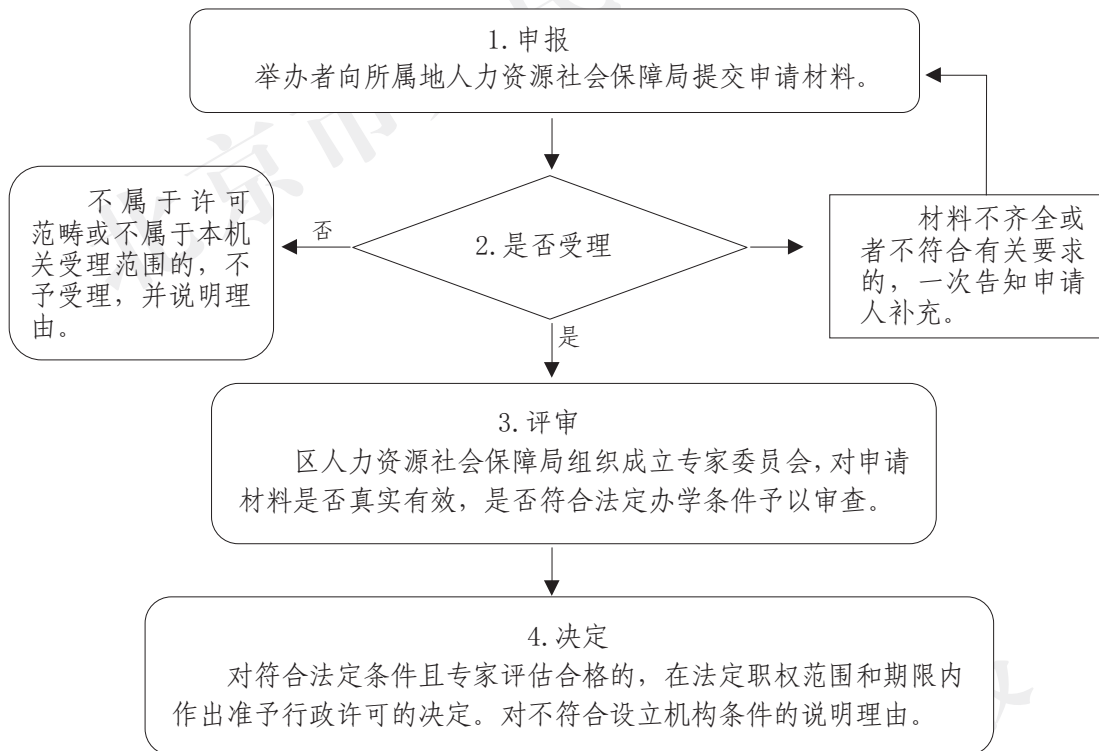 1.申报
举办者向所属地人力资源社会保障局提交申请材料。
不属于许可
范畴或不属于本机
关受理范围的，不
予受理，并说明理
由。
否
2.是否受理
材料不齐全或
者不符合有关要求
的，一次告知申请
人补充。
是
3.评审
区人力资源社会保障局组织成立专家委员会，对申请
材料是否真实有效，是否符合法定办学条件予以审查。
4.决定
对符合法定条件且专家评估合格的，在法定职权范围和期限内
作出准予行政许可的决定。对不符合设立机构条件的说明理由。
北京市